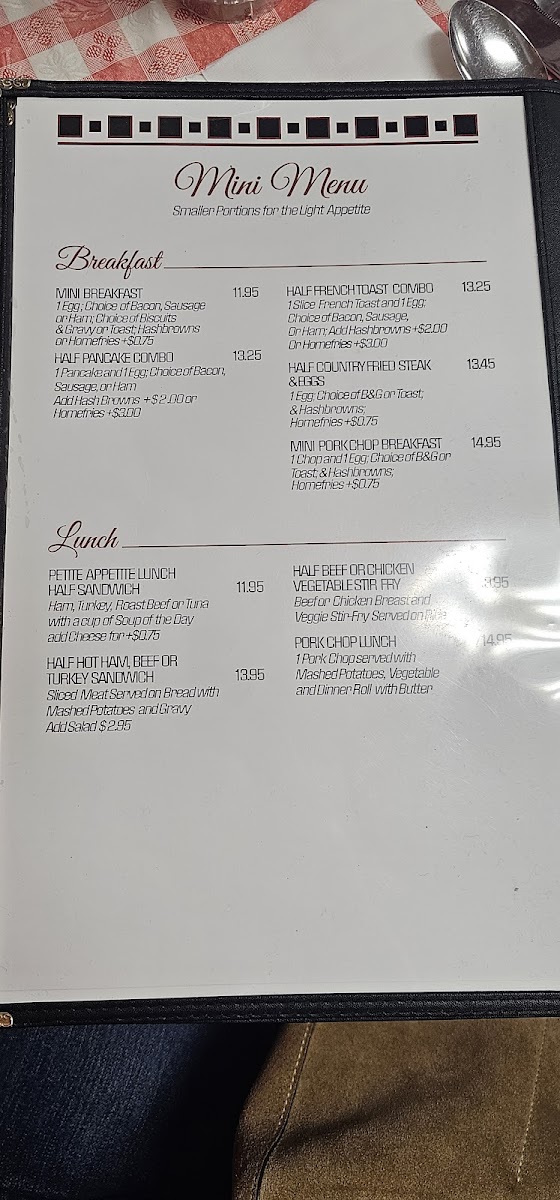 Mini Menu
Smaller Portions for the Light Appetite
Breakfast
MINI BREAKFAST 11.95
1 Egg; Choice of Bacon, Sausage
or Ham; Choice of Biscuits
& Gravy or Toast; Hashbrowns
or Homefries +$0.75
HALF PANCAKE COMBO 13.25
1 Pancake and 1 Egg; Choice of Bacon,
Sausage, or Ham
Add Hash Browns +$2.00 or
Homefries +$3.00
HALF FRENCH TOAST COMBO 13.25
1 Slice French Toast and 1 Egg;
Choice of Bacon, Sausage,
Or Ham; Add Hashbrowns +$2.00
Or Homefries +$3.00
HALF COUNTRY FRIED STEAK 13.45
& EGGS
1 Egg; Choice of B&G or Toast;
& Hashbrowns;
Homefries +$0.75
MINI PORK CHOP BREAKFAST 14.95
1 Chop and 1 Egg; Choice of B&G or
Toast; & Hashbrowns;
Homefries +$0.75
Lunch
PETITE APPETITE LUNCH
HALF SANDWICH 11.95
Ham, Turkey, Roast Beef or Tuna
with a cup of Soup of the Day
add Cheese for +$0.75
HALF HOT HAM, BEEF OR
TURKEY SANDWICH 13.95
Sliced Meat Served on Bread with
Mashed Potatoes and Gravy
Add Salad $2.95
HALF BEEF OR CHICKEN
VEGETABLE STIR FRY
Beef or Chicken Breast and
Veggie Stir-Fry Served on Rice
PORK CHOP LUNCH 14.95
1 Pork Chop served with
Mashed Potatoes, Vegetable
and Dinner Roll with Butter